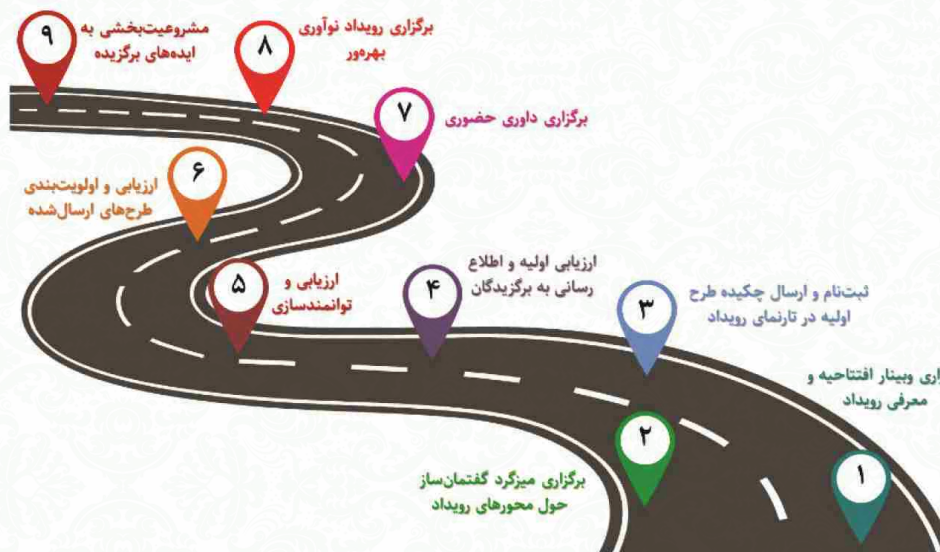 ۱
اری وبینار افتتاحیه و
معرفی رویداد
۲
برگزاری میزگرد گفتمان‌ساز
حول محورهای رویداد
۳
ثبت‌نام و ارسال چکیده طرح
اولیه در تارنمای رویداد
۴
ارزیابی اولیه و اطلاع
رسانی به برگزیدگان
۵
ارزیابی و
توانمندسازی
۶
ارزیابی و اولویت‌بندی
طرح‌های ارسال‌شده
۷
برگزاری داوری حضوری
۸
برگزاری رویداد نوآوری
بهره‌ور
۹
مشروعیت‌بخشی به
ایده‌های برگزیده